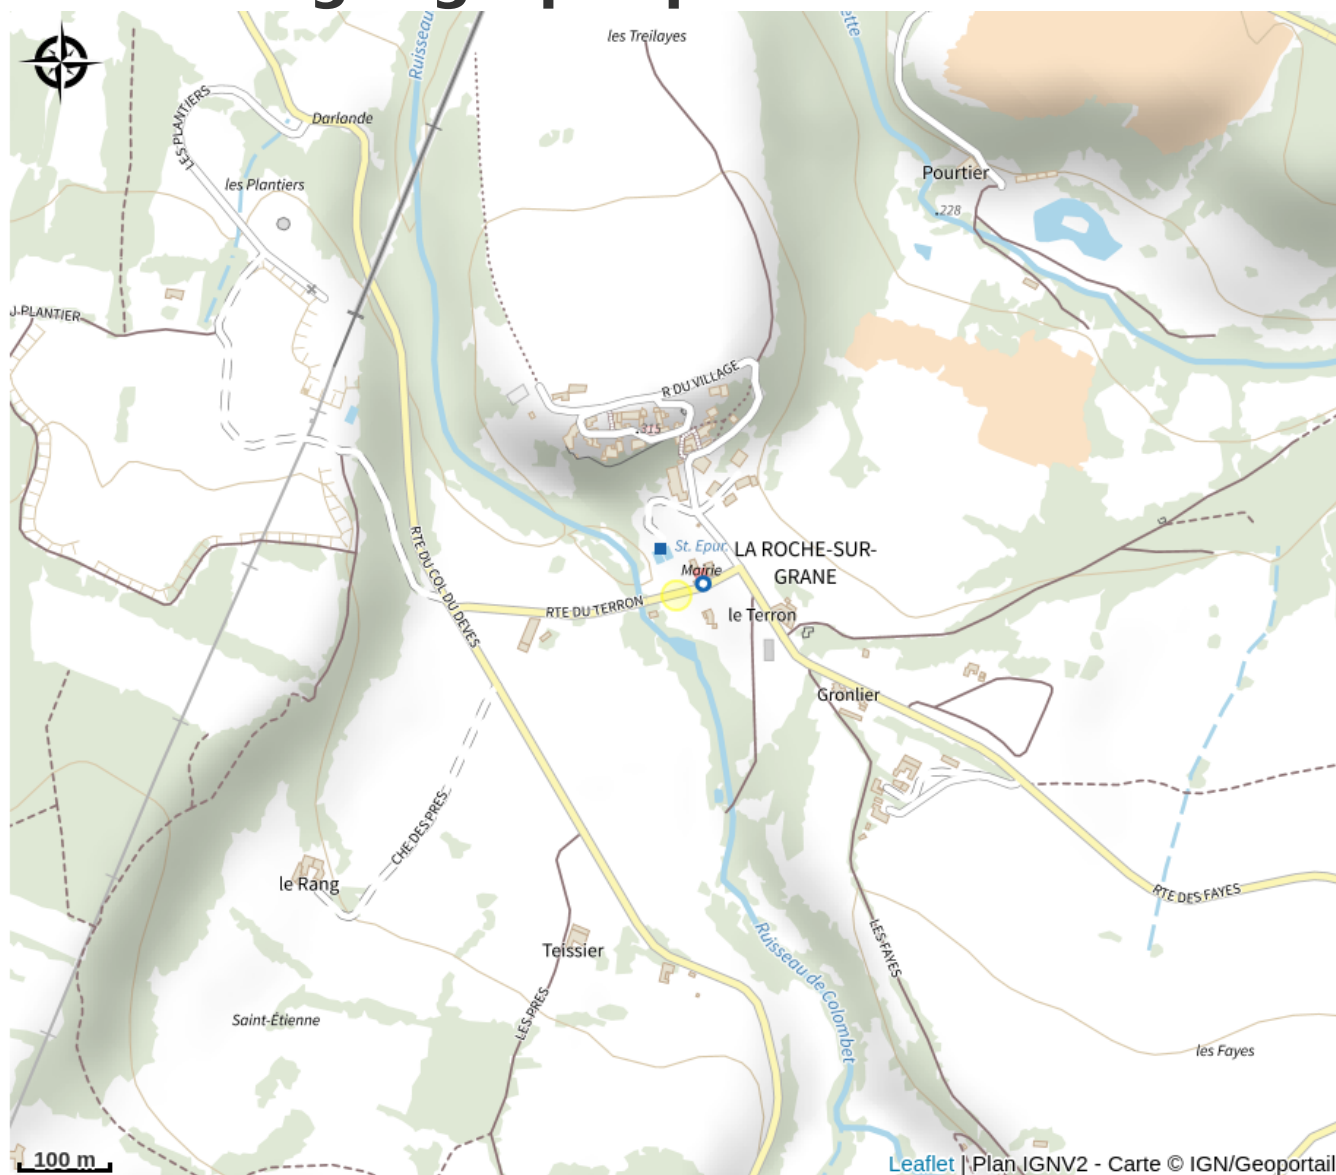 les Treilayes
Ruisseau
ette
LES PLANTIERS
Darlande
les Plantiers
Pourtier
228
J. PLANTIER
R DU VILLAGE
315
RTE DU COL DU DEVES
St. Epur.
LA ROCHE-SUR-
GRANE
Mairie
RTE DU TERRON
le Terron
Gronlier
CHE DES PRES
le Rang
RTE DES FAYES
Teissier
LES FAYES
Ruisseau de Colombet
LES PRES
Saint-Étienne
les Fayes
100 m
Leaflet | Plan IGNV2 - Carte © IGN/Geoportail